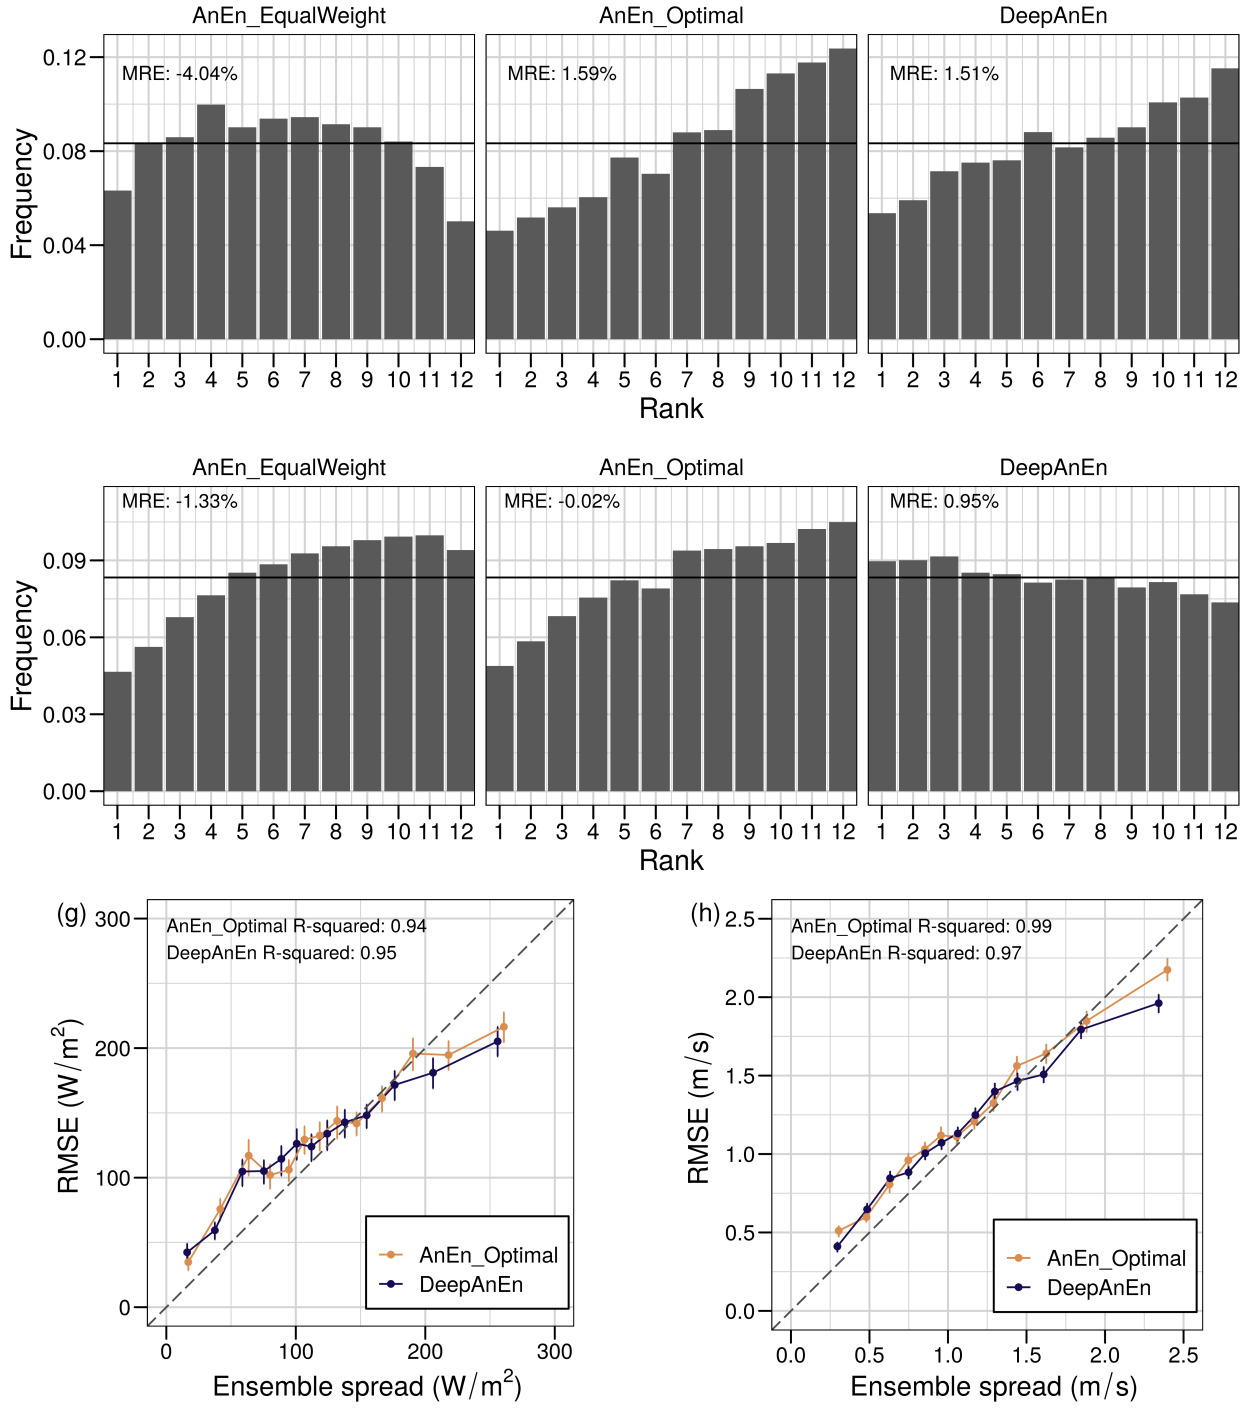 AnEn_EqualWeight AnEn_Optimal DeepAnEn
MRE: -4.04% MRE: 1.59% MRE: 1.51%
0.12
0.08
0.04
0.00
Frequency
1 2 3 4 5 6 7 8 9 10 11 12 1 2 3 4 5 6 7 8 9 10 11 12 1 2 3 4 5 6 7 8 9 10 11 12
Rank
AnEn_EqualWeight AnEn_Optimal DeepAnEn
MRE: -1.33% MRE: -0.02% MRE: 0.95%
0.09
0.06
0.03
0.00
Frequency
1 2 3 4 5 6 7 8 9 10 11 12 1 2 3 4 5 6 7 8 9 10 11 12 1 2 3 4 5 6 7 8 9 10 11 12
Rank
(g)
AnEn_Optimal R-squared: 0.94
DeepAnEn R-squared: 0.95
300
200
100
0
RMSE (W/m²)
AnEn_Optimal
DeepAnEn
0 100 200 300
Ensemble spread (W/m²)
(h)
AnEn_Optimal R-squared: 0.99
DeepAnEn R-squared: 0.97
2.5
2.0
1.5
1.0
0.5
0.0
RMSE (m/s)
AnEn_Optimal
DeepAnEn
0.0 0.5 1.0 1.5 2.0 2.5
Ensemble spread (m/s)